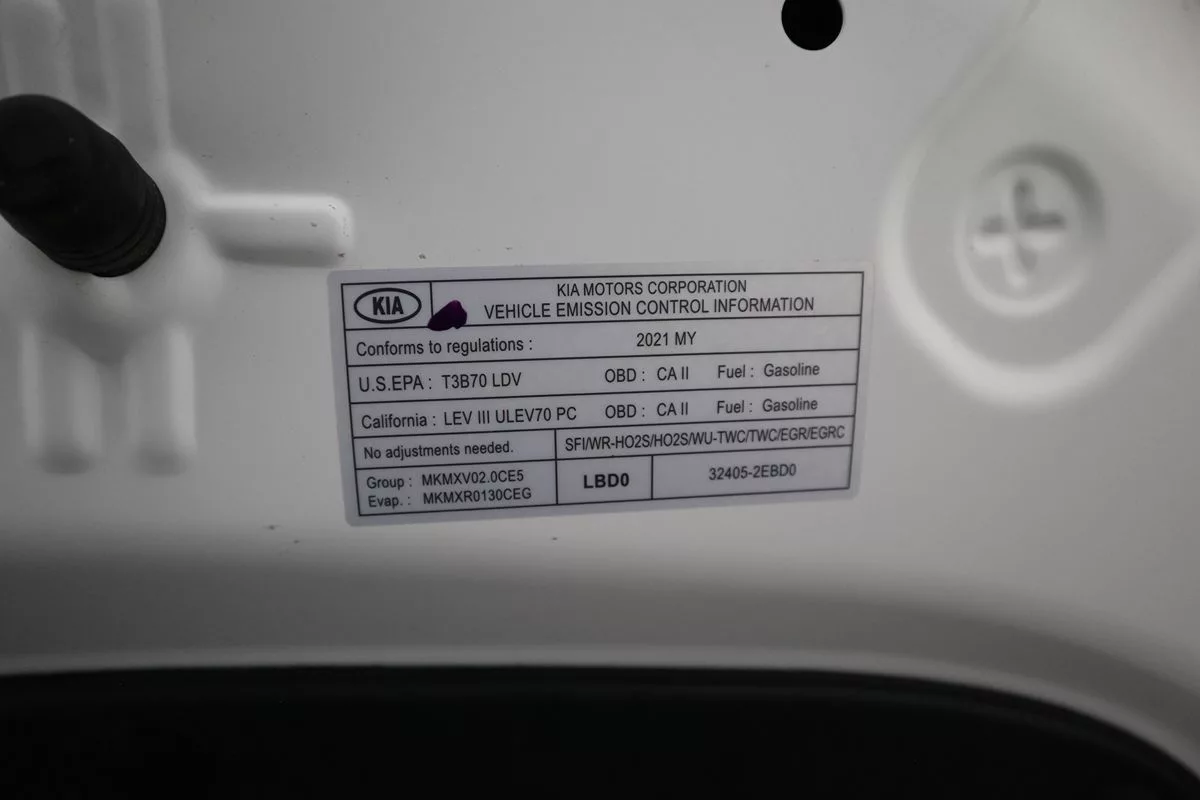 KIA
KIA MOTORS CORPORATION
VEHICLE EMISSION CONTROL INFORMATION
Conforms to regulations : 2021 MY
U.S.EPA : T3B70 LDV OBD : CA II Fuel : Gasoline
California : LEV III ULEV70 PC OBD : CA II Fuel : Gasoline
No adjustments needed. SFI/WR-HO2S/HO2S/WU-TWC/TWC/EGR/EGRC
Group : MKMXV02.0CE5
Evap. : MKMXR0130CEG
LBD0
32405-2EBD0